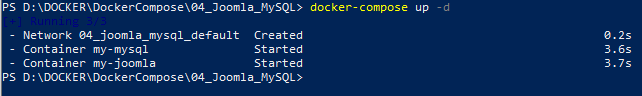 PS D:\DOCKER\DockerCompose\04_Joomla_MySQL> docker-compose up -d
[+] Running 3/3
- Network 04_joomla_mysql_default Created 0.2s
- Container my-mysql Started 3.6s
- Container my-joomla Started 3.7s
PS D:\DOCKER\DockerCompose\04_Joomla_MySQL>